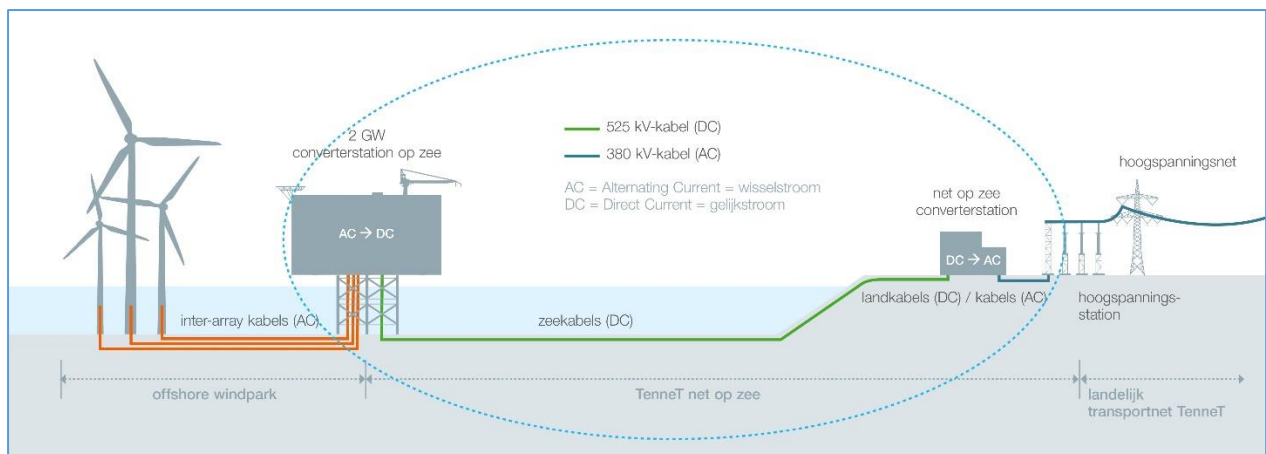 2 GW
converterstation op zee
525 kV-kabel (DC)
380 kV-kabel (AC)
AC = Alternating Current = wisselstroom
DC = Direct Current = gelijkstroom
hoogspanningsnet
net op zee
converterstation
AC → DC
DC → AC
inter-array kabels (AC)
zeekabels (DC)
landkabels (DC) / kabels (AC)
hoogspannings-
station
offshore windpark
TenneT net op zee
landelijk
transportnet TenneT